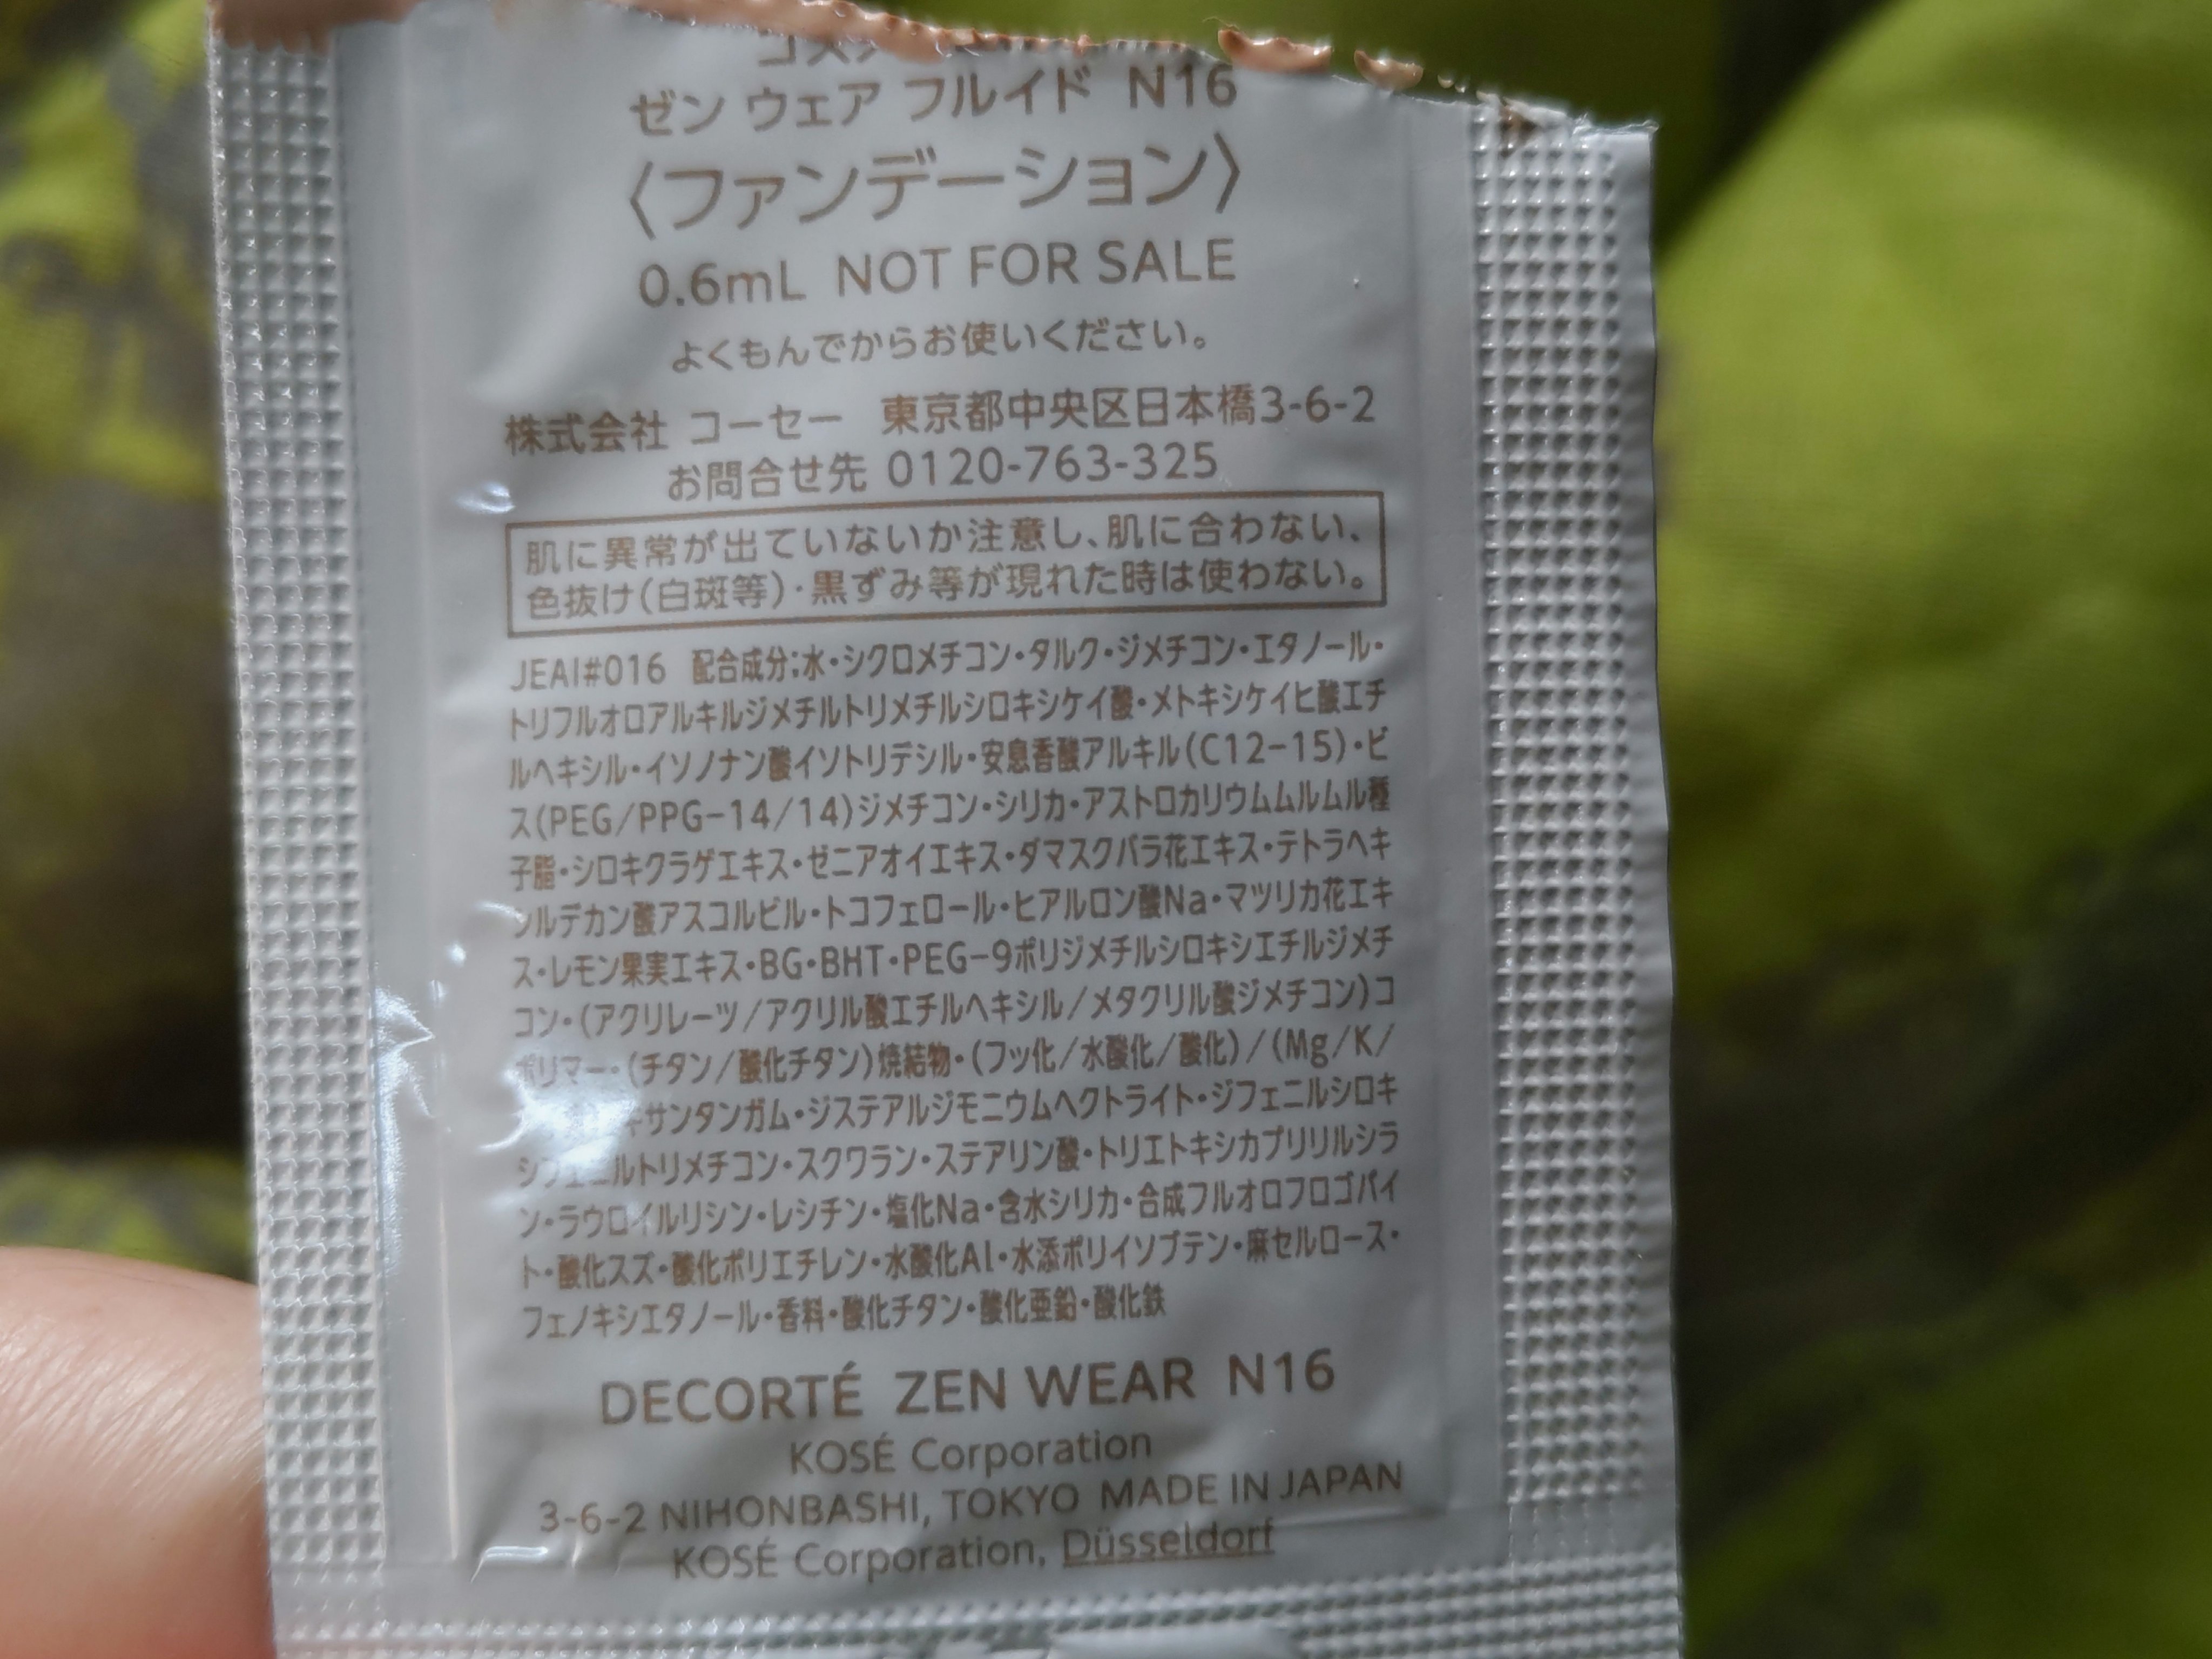 コスメ
ゼン ウェア フルイド N16
〈ファンデーション〉
0.6mL NOT FOR SALE
よくもんでからお使いください。
株式会社 コーセー 東京都中央区日本橋3-6-2
お問合せ先 0120-763-325
肌に異常が出ていないか注意し、肌に合わない、
色抜け(白斑等)・黒ずみ等が現れた時は使わない。
JEAI#016 配合成分:水・シクロメチコン・タルク・ジメチコン・エタノール・
トリフルオロアルキルジメチルトリメチルシロキシケイ酸・メトキシケイヒ酸エチ
ルヘキシル・イソノナン酸イソトリデシル・安息香酸アルキル(C12-15)・ビ
ス(PEG/PPG-14/14)ジメチコン・シリカ・アストロカリウムムルムル種
子脂・シロキクラゲエキス・ゼニアオイエキス・ダマスクバラ花エキス・テトラヘキ
シルデカン酸アスコルビル・トコフェロール・ヒアルロン酸Na・マツリカ花エキ
ス・レモン果実エキス・BG・BHT・PEG-9ポリジメチルシロキシエチルジメチ
コン・(アクリレーツ/アクリル酸エチルヘキシル/メタクリル酸ジメチコン)コ
ポリマー・(チタン/酸化チタン)焼結物・(フッ化/水酸化/酸化)/(Mg/K/
キサンタンガム・ジステアルジモニウムヘクトライト・ジフェニルシロキ
シフェニルトリメチコン・スクワラン・ステアリン酸・トリエトキシカプリリルシラ
ン・ラウロイルリシン・レシチン・塩化Na・含水シリカ・合成フルオロフロゴパイ
ト・酸化スズ・酸化ポリエチレン・水酸化Al・水添ポリイソブテン・麻セルロース・
フェノキシエタノール・香料・酸化チタン・酸化亜鉛・酸化鉄
DECORTÉ ZEN WEAR N16
KOSÉ Corporation
3-6-2 NIHONBASHI, TOKYO MADE IN JAPAN
KOSÉ Corporation, Düsseldorf